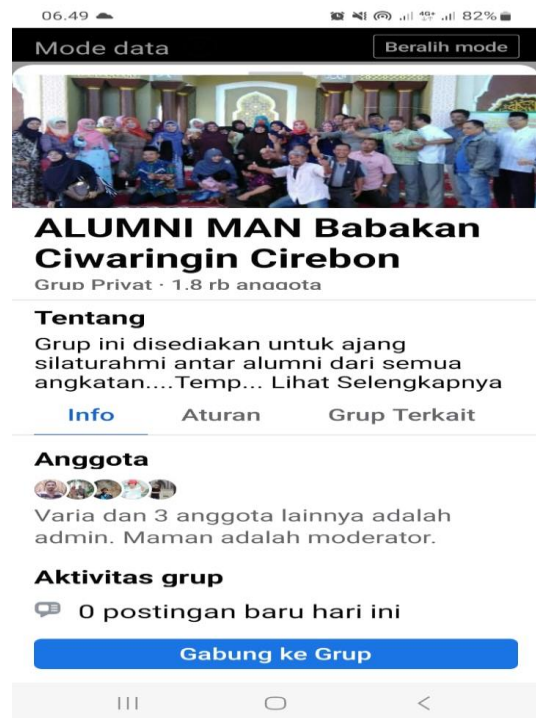 06.49
4G+ 82%
Mode data
Beralih mode
ALUMNI MAN Babakan
Ciwaringin Cirebon
Grup Privat · 1.8 rb anggota
Tentang
Grup ini disediakan untuk ajang
silaturahmi antar alumni dari semua
angkatan....Temp... Lihat Selengkapnya
Info
Aturan
Grup Terkait
Anggota
Varia dan 3 anggota lainnya adalah
admin. Maman adalah moderator.
Aktivitas grup
0 postingan baru hari ini
Gabung ke Grup